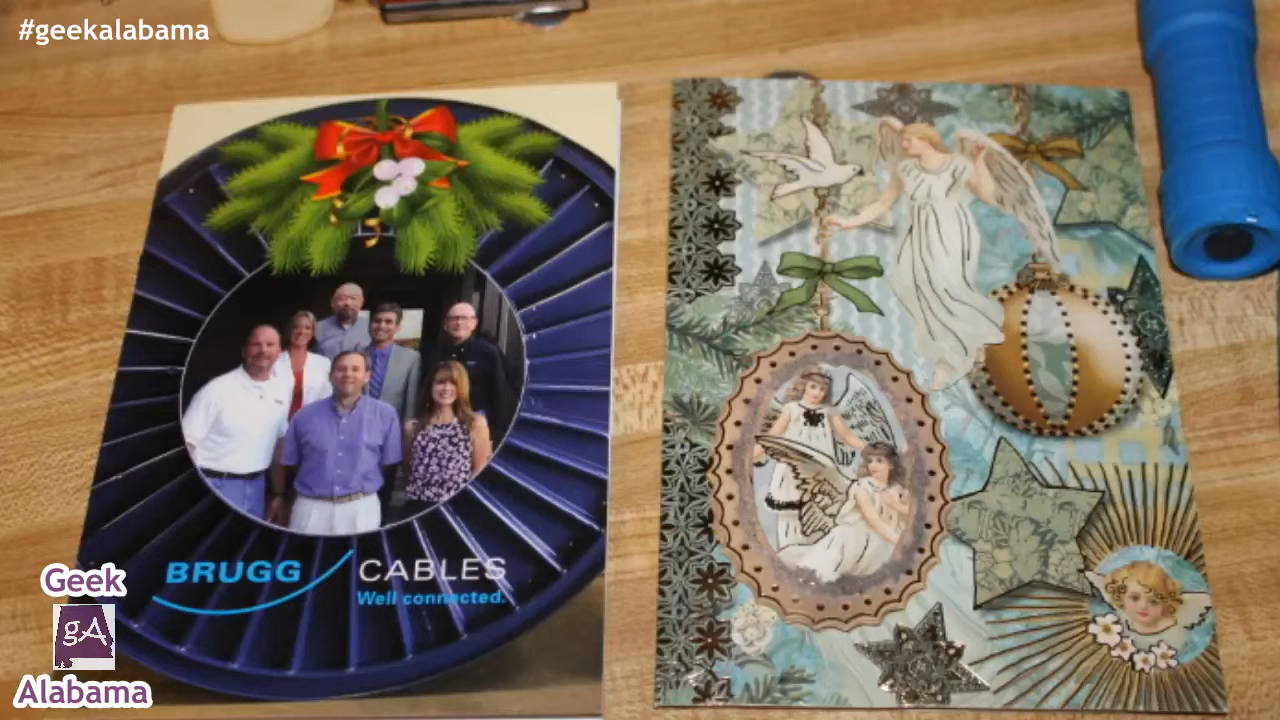 #geekalabama
BRUGG CABLES
Well connected.
Geek
gA
Alabama